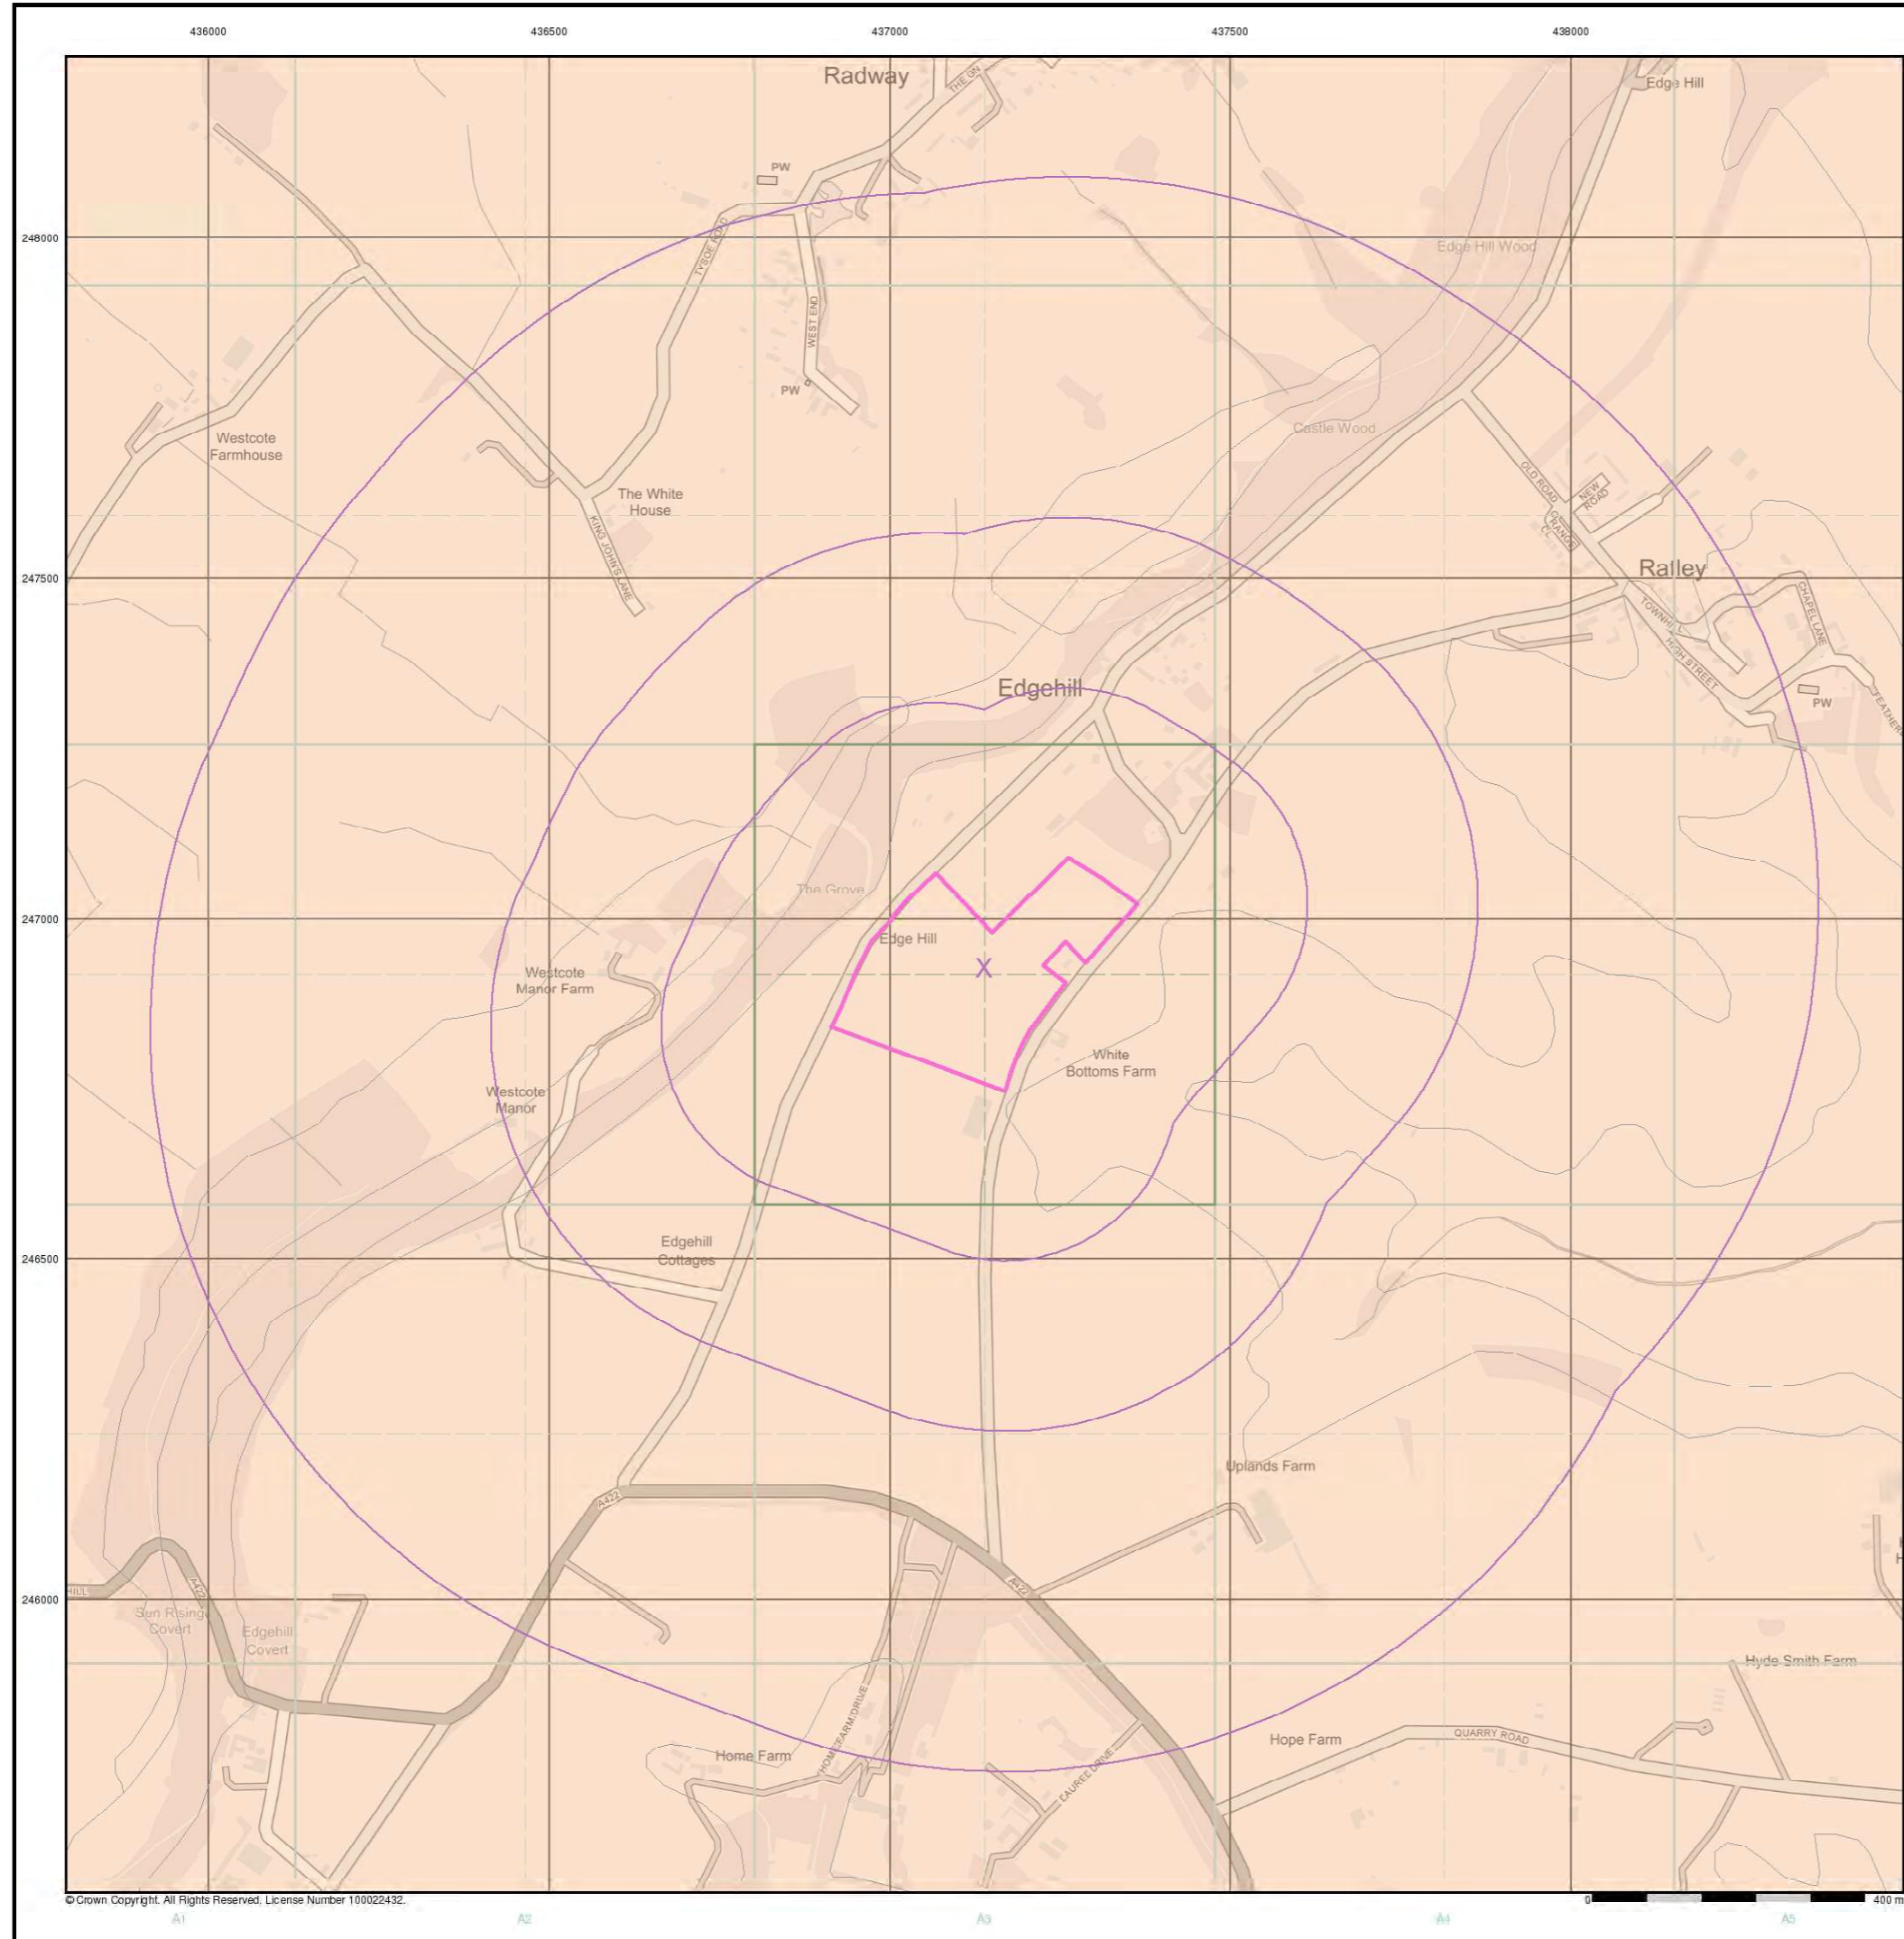 436000
436500
437000
437500
438000
Radway
THE GN
Edge Hill
PW
248000
Edge Hill Wood
TYSOE ROAD
WEST END
PW
Castle Wood
Westcote
Farmhouse
The White
House
OLD ROAD
NEW
ROAD
GRANGE
CL
KING JOHN'S LANE
247500
Ratley
CHAPEL LANE
TOWNHILL
HIGH STREET
PW
Edgehill
The Grove
247000
Edge Hill
X
Westcote
Manor Farm
White
Bottoms Farm
Westcote
Manor
Edgehill
Cottages
246500
Uplands Farm
A422
A422
A422
HILL
246000
Sun Rising
Covert
Edgehill
Covert
Hyde Smith Farm
HOME FARM DRIVE
Home Farm
LAUREL DRIVE
Hope Farm
QUARRY ROAD
© Crown Copyright. All Rights Reserved. License Number 100022432.
0
400 m
A1
A2
A3
A4
A5